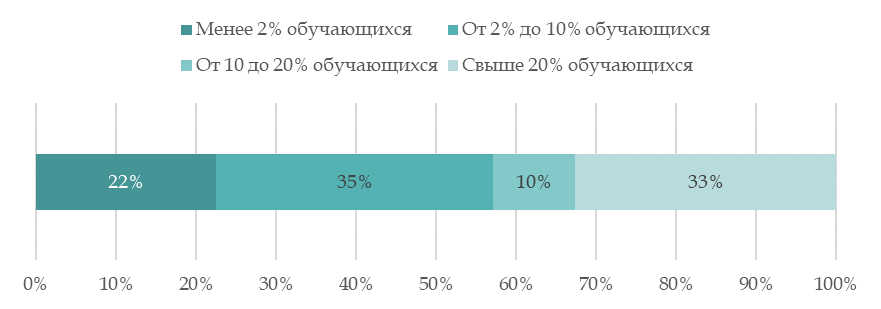 Менее 2% обучающихся От 2% до 10% обучающихся
От 10 до 20% обучающихся Свыше 20% обучающихся
22% 35% 10% 33%
0% 10% 20% 30% 40% 50% 60% 70% 80% 90% 100%